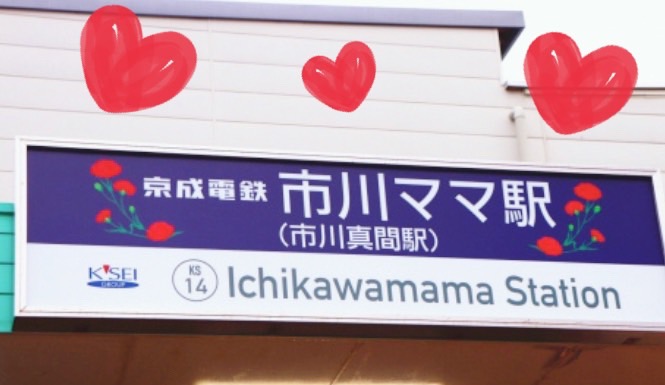 京成電鉄 市川ママ駅
(市川真間駅)
K'SEI
GROUP
KS
14
Ichikawamama Station